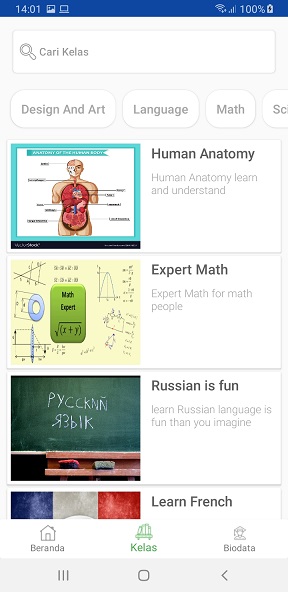 14:01 100%
Cari Kelas
Design And Art Language Math Sci
ANATOMY OF THE HUMAN BODY
VectorStock
Human Anatomy
Human Anatomy learn
and understand
Math
Expert
√(x + y)
Expert Math
Expert Math for math
people
РУССКИЙ
ЯЗЫК
Russian is fun
learn Russian language is
fun than you imagine
Learn French
Beranda Kelas Biodata